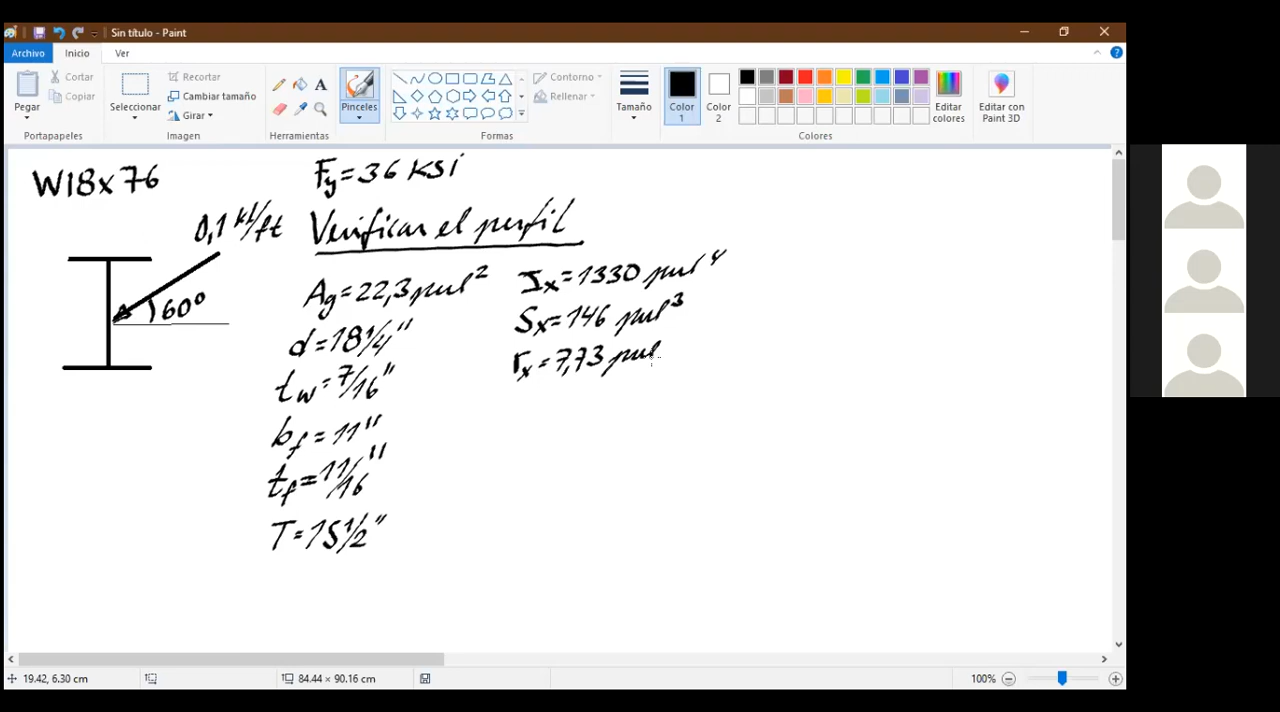 Sin título - Paint
Archivo Inicio Ver
Pegar
Cortar
Copiar
Portapapeles
Seleccionar
Recortar
Cambiar tamaño
Girar
Imagen
Herramientas
Pinceles
Contorno
Rellenar
Formas
Tamaño
Color 1
Color 2
Editar colores
Editar con Paint 3D
Colores
W18x76
Fy=36 KSi
0,1 kl/ft
Verificar el perfil
60°
Ag=22,3 pul²
d=18 1/4"
tw=7/16"
bf=11"
tf=11/16"
T=15 1/2"
Ix=1330 pul⁴
Sx=146 pul³
rx=7,73 pul
19.42, 6.30 cm
84.44 × 90.16 cm
100%